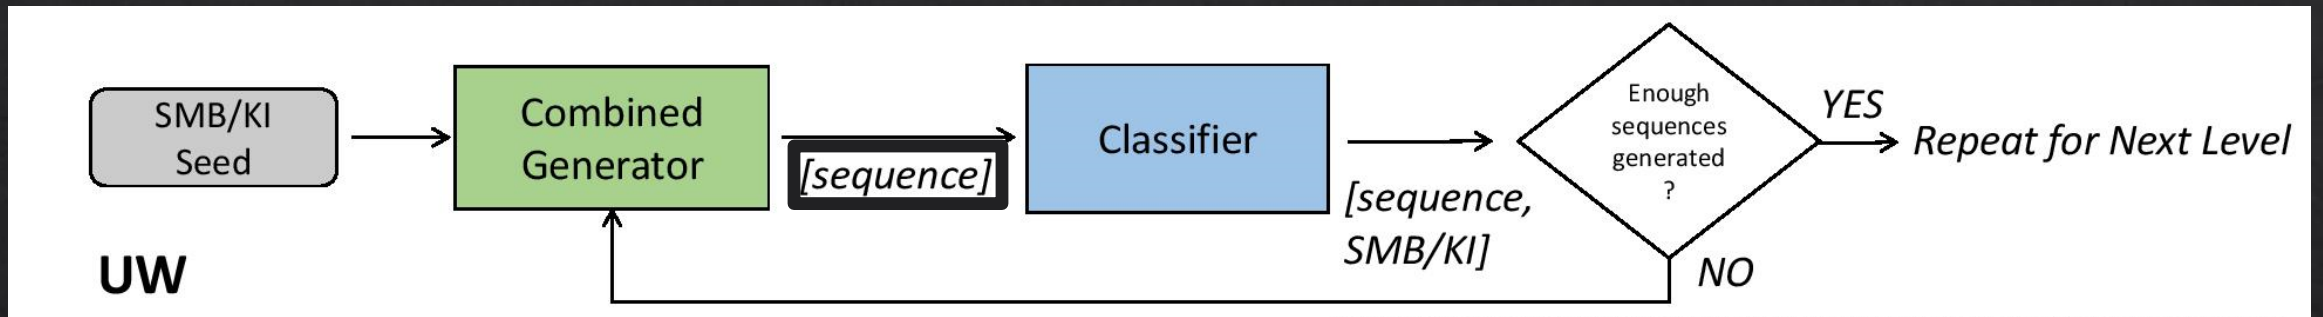 SMB/KI
Seed
Combined
Generator
[sequence]
Classifier
[sequence,
SMB/KI]
Enough
sequences
generated
?
YES
Repeat for Next Level
NO
UW